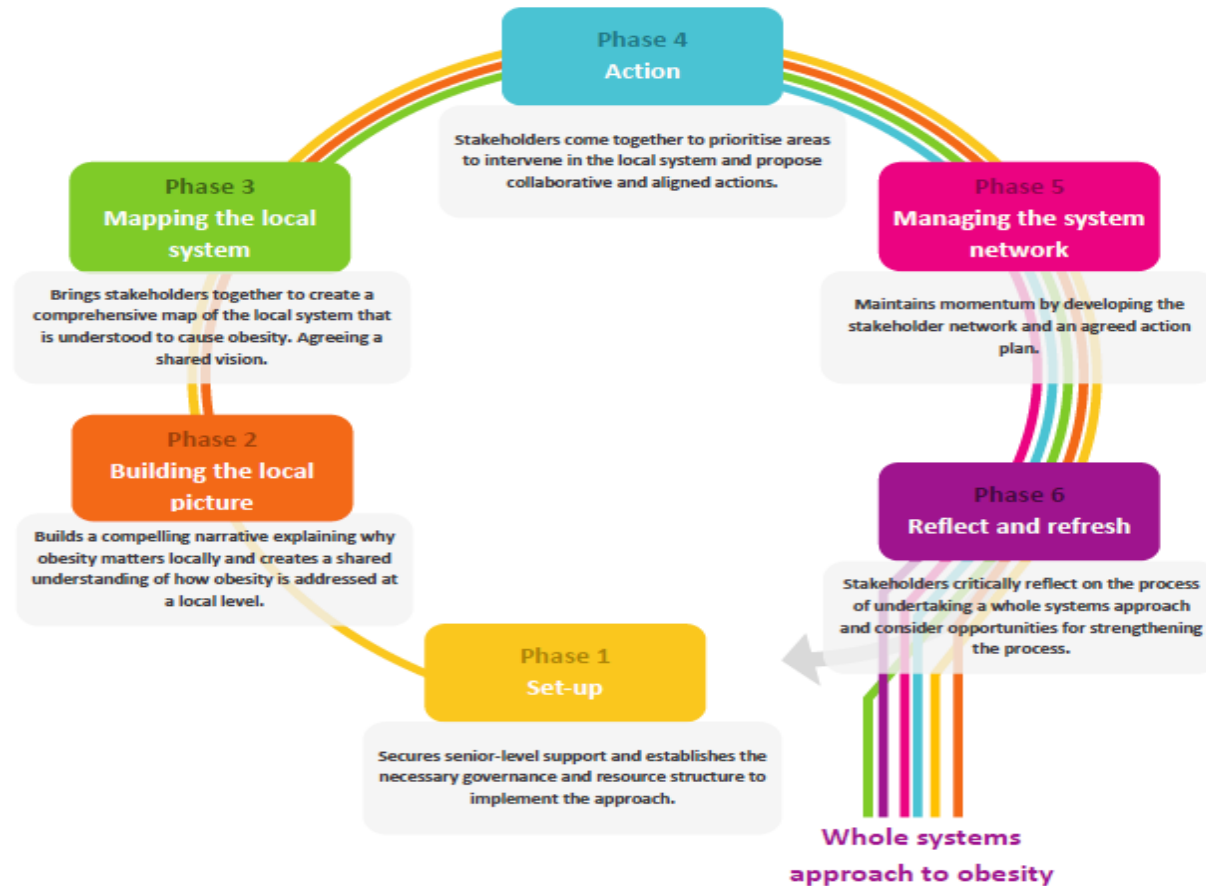 Phase 1
Set-up
Secures senior-level support and establishes the
necessary governance and resource structure to
implement the approach.
Phase 2
Building the local
picture
Builds a compelling narrative explaining why
obesity matters locally and creates a shared
understanding of how obesity is addressed at
a local level.
Phase 3
Mapping the local
system
Brings stakeholders together to create a
comprehensive map of the local system that
is understood to cause obesity. Agreeing a
shared vision.
Phase 4
Action
Stakeholders come together to prioritise areas
to intervene in the local system and propose
collaborative and aligned actions.
Phase 5
Managing the system
network
Maintains momentum by developing the
stakeholder network and an agreed action
plan.
Phase 6
Reflect and refresh
Stakeholders critically reflect on the process
of undertaking a whole systems approach
and consider opportunities for strengthening
the process.
Whole systems
approach to obesity